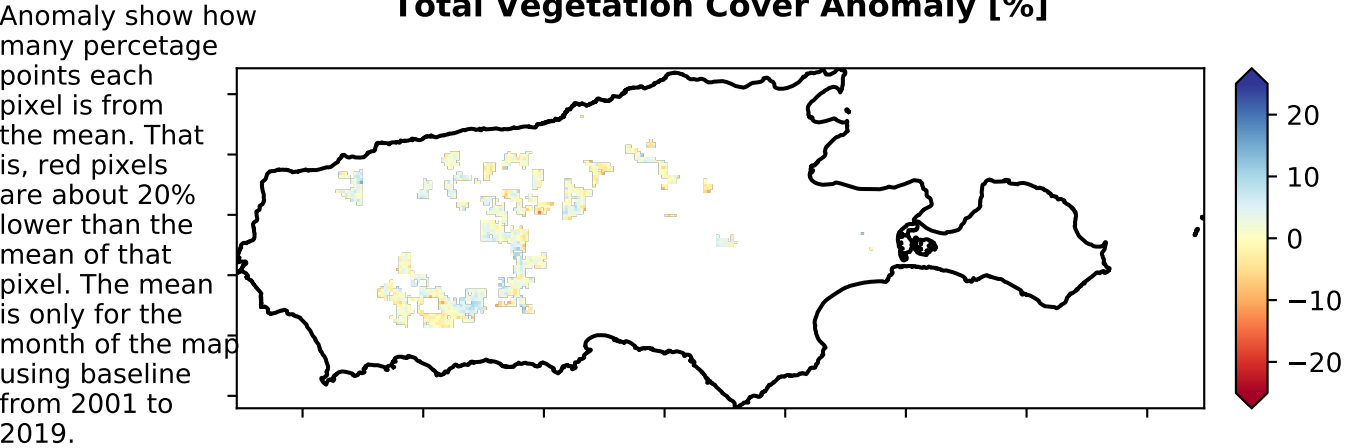 Total Vegetation Cover Anomaly [%]
Anomaly show how
many percetage
points each
pixel is from
the mean. That
is, red pixels
are about 20%
lower than the
mean of that
pixel. The mean
is only for the
month of the map
using baseline
from 2001 to
2019.
20
10
0
−10
−20